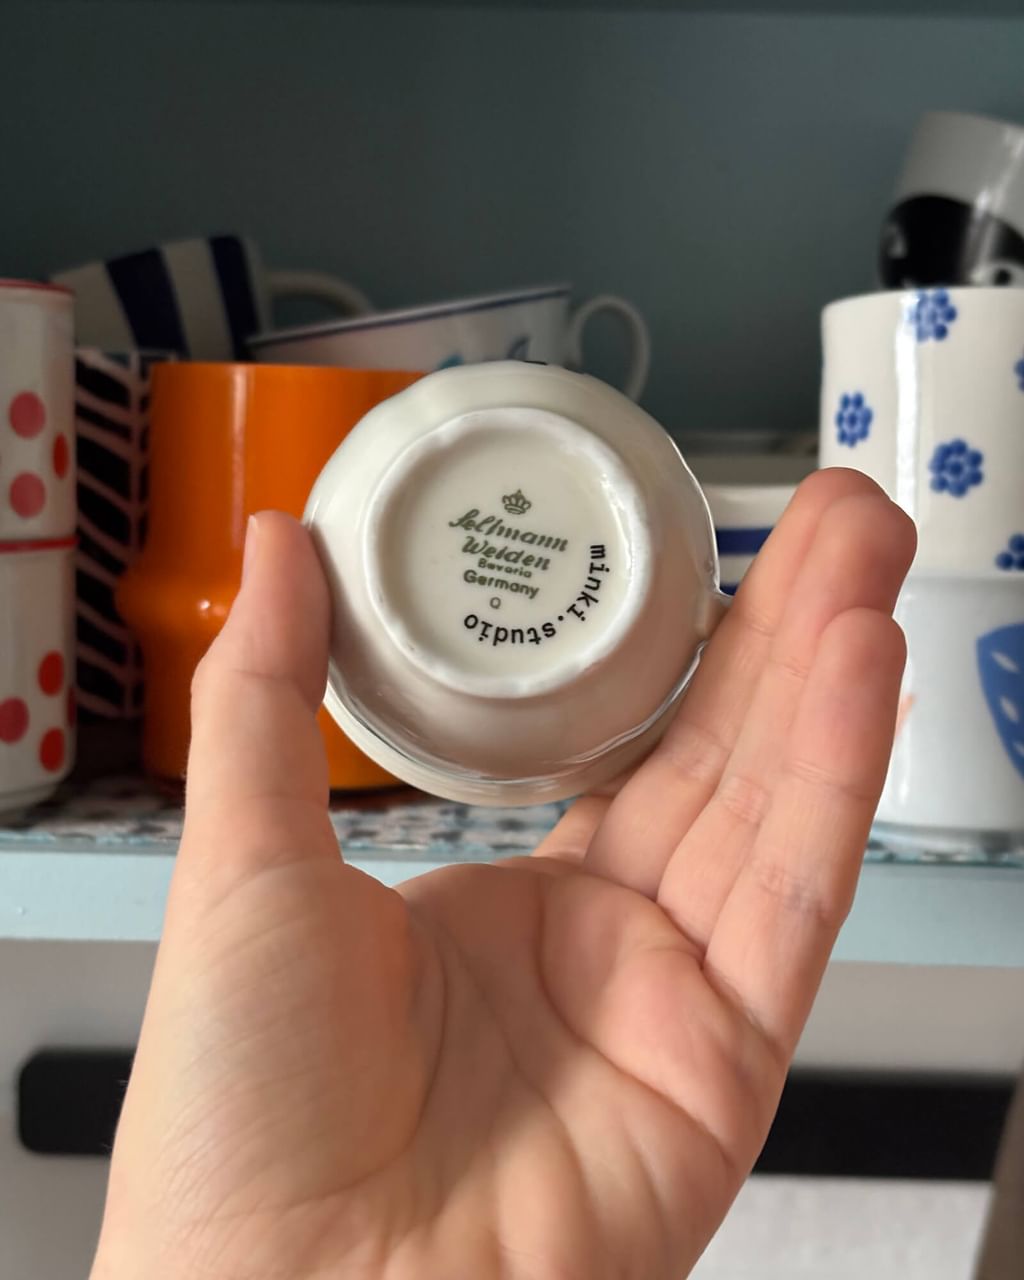 Seltmann
Weiden
Bavaria
Germany
Q
minki.studio